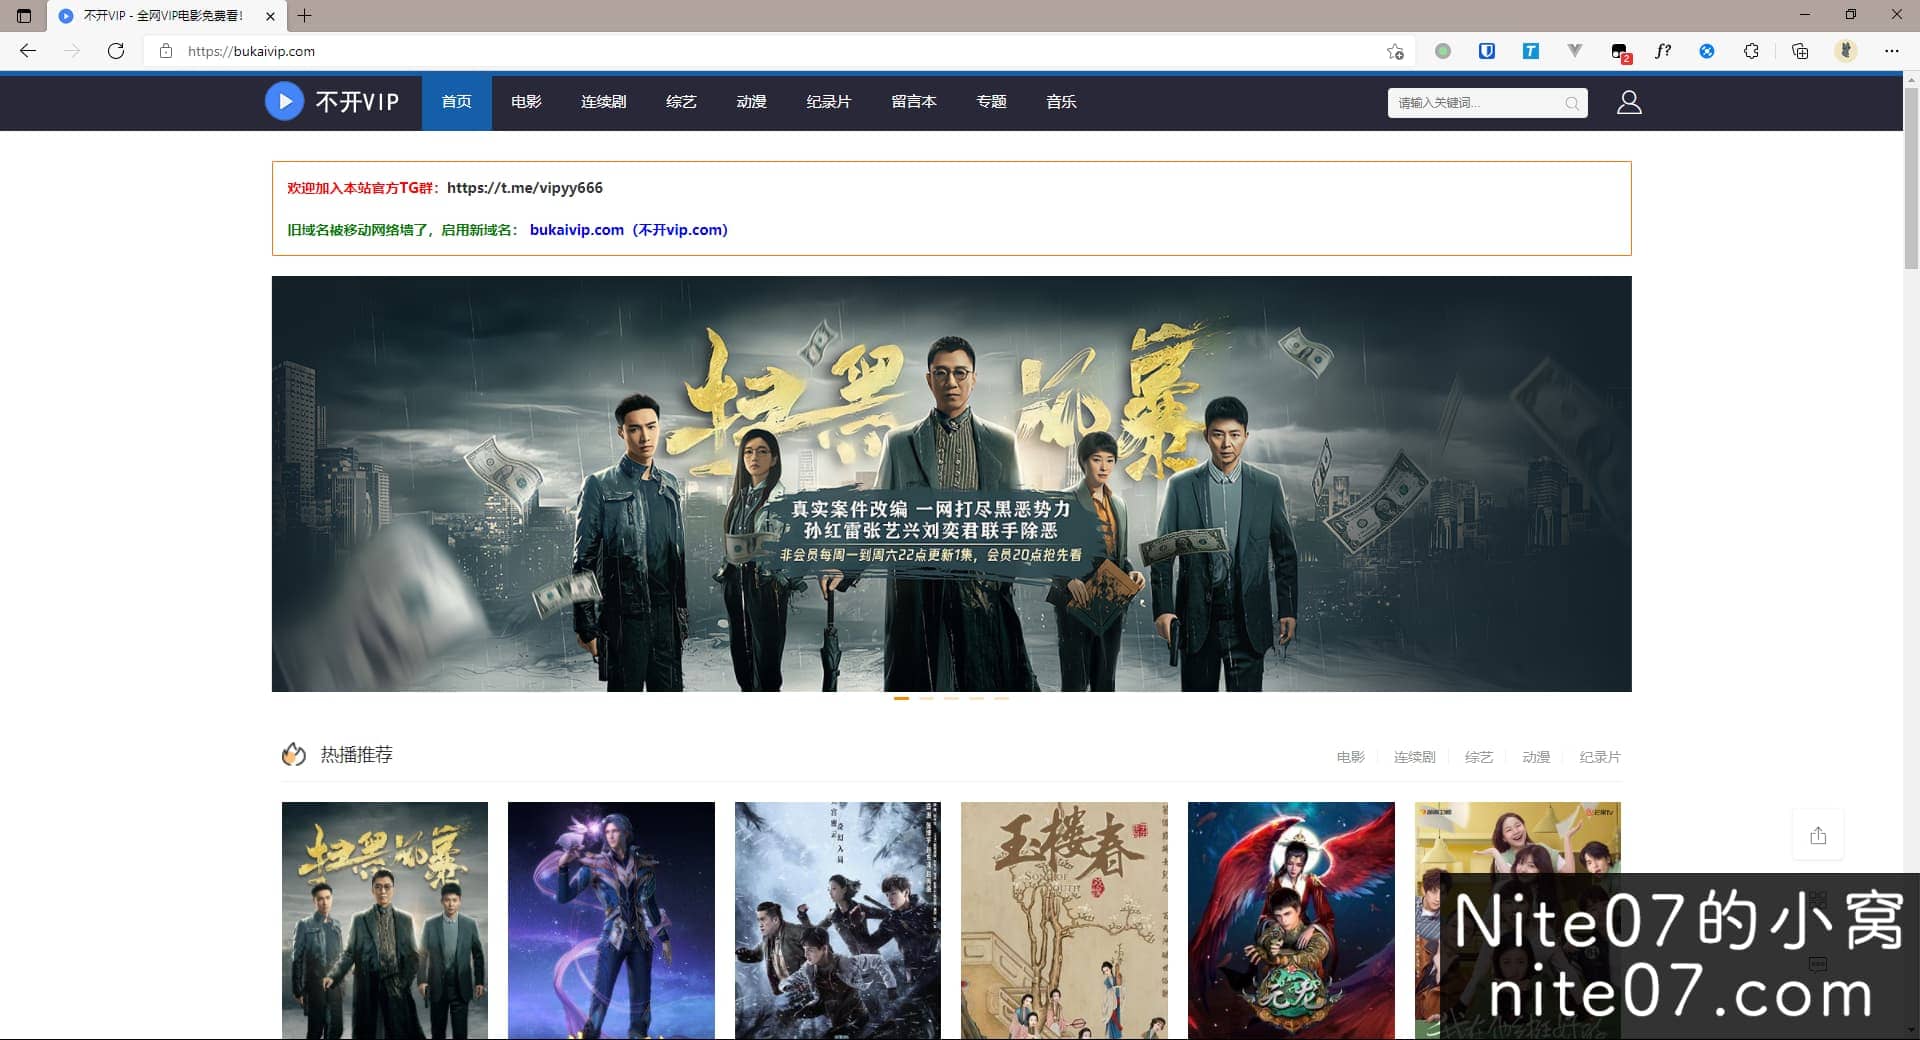 不开VIP - 全网VIP电影免费看!
https://bukaivip.com
2
f?
不开VIP
首页
电影
连续剧
综艺
动漫
纪录片
留言本
专题
音乐
请输入关键词...
欢迎加入本站官方TG群：https://t.me/vipyy666
旧域名被移动网络墙了，启用新域名： bukaivip.com（不开vip.com）
扫黑风暴
真实案件改编 一网打尽黑恶势力
孙红雷张艺兴刘奕君联手除恶
非会员每周一到周六22点更新1集，会员20点抢先看
热播推荐
电影
连续剧
综艺
动漫
纪录片
扫黑风暴
玉楼春
SONG OF YOUTH
元龙
Nite07的小窝
nite07.com